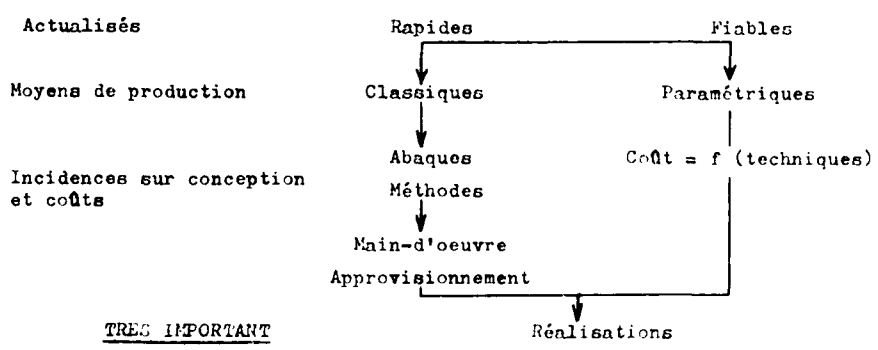 Actualisés Rapides Fiables
Moyens de production Classiques Paramétriques
Abaques Coût = f (techniques)
Incidences sur conception
et coûts
Méthodes
Main-d'oeuvre
Approvisionnement
TRES IMPORTANT Réalisations